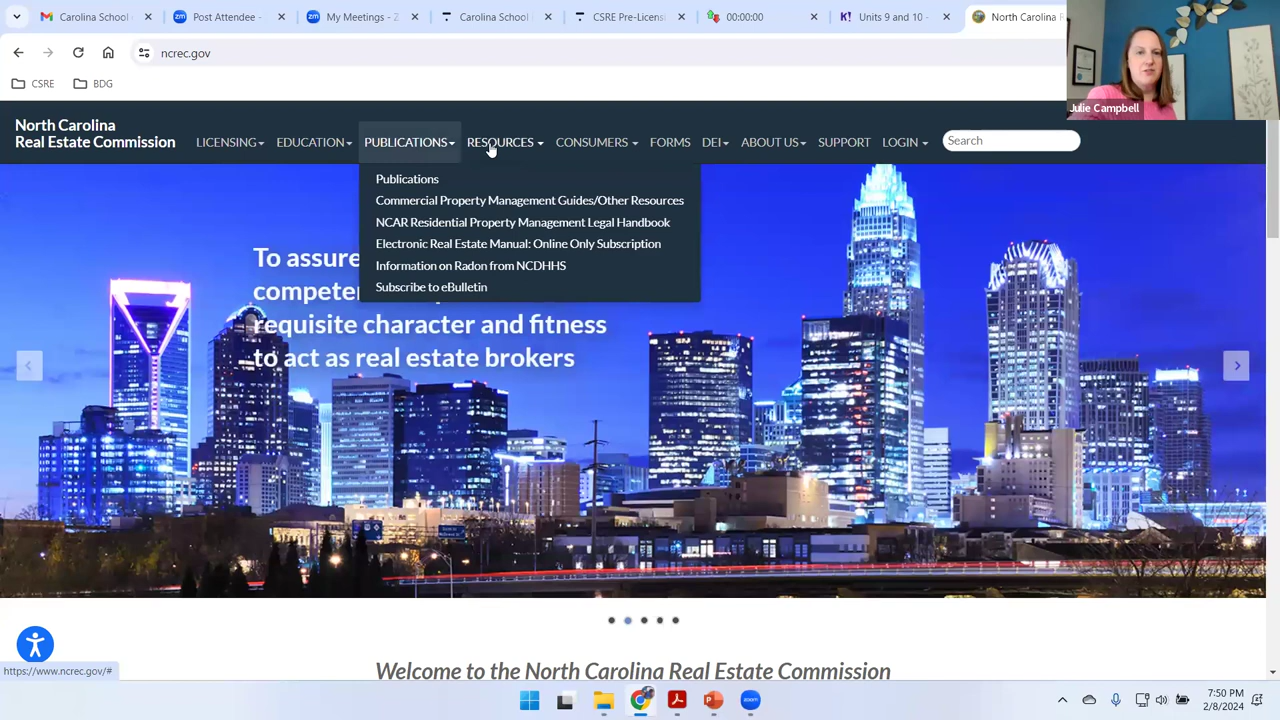 Post Attendee -
My Meetings - Z
Carolina School
CSRE Pre-Licens
00:00:00
Units 9 and 10 -
North Carolina R
ncrec.gov
CSRE
BDG
Julie Campbell
North Carolina
Real Estate Commission
LICENSING
EDUCATION
PUBLICATIONS
RESOURCES
CONSUMERS
FORMS
DEI
ABOUT US
SUPPORT
LOGIN
Search
Publications
Commercial Property Management Guides/Other Resources
NCAR Residential Property Management Legal Handbook
Electronic Real Estate Manual: Online Only Subscription
Information on Radon from NCDHHS
Subscribe to eBulletin
To assure
compete
requisite character and fitness
to act as real estate brokers
Welcome to the North Carolina Real Estate Commission
https://www.ncrec.gov/#
zoom
7:50 PM
2/8/2024